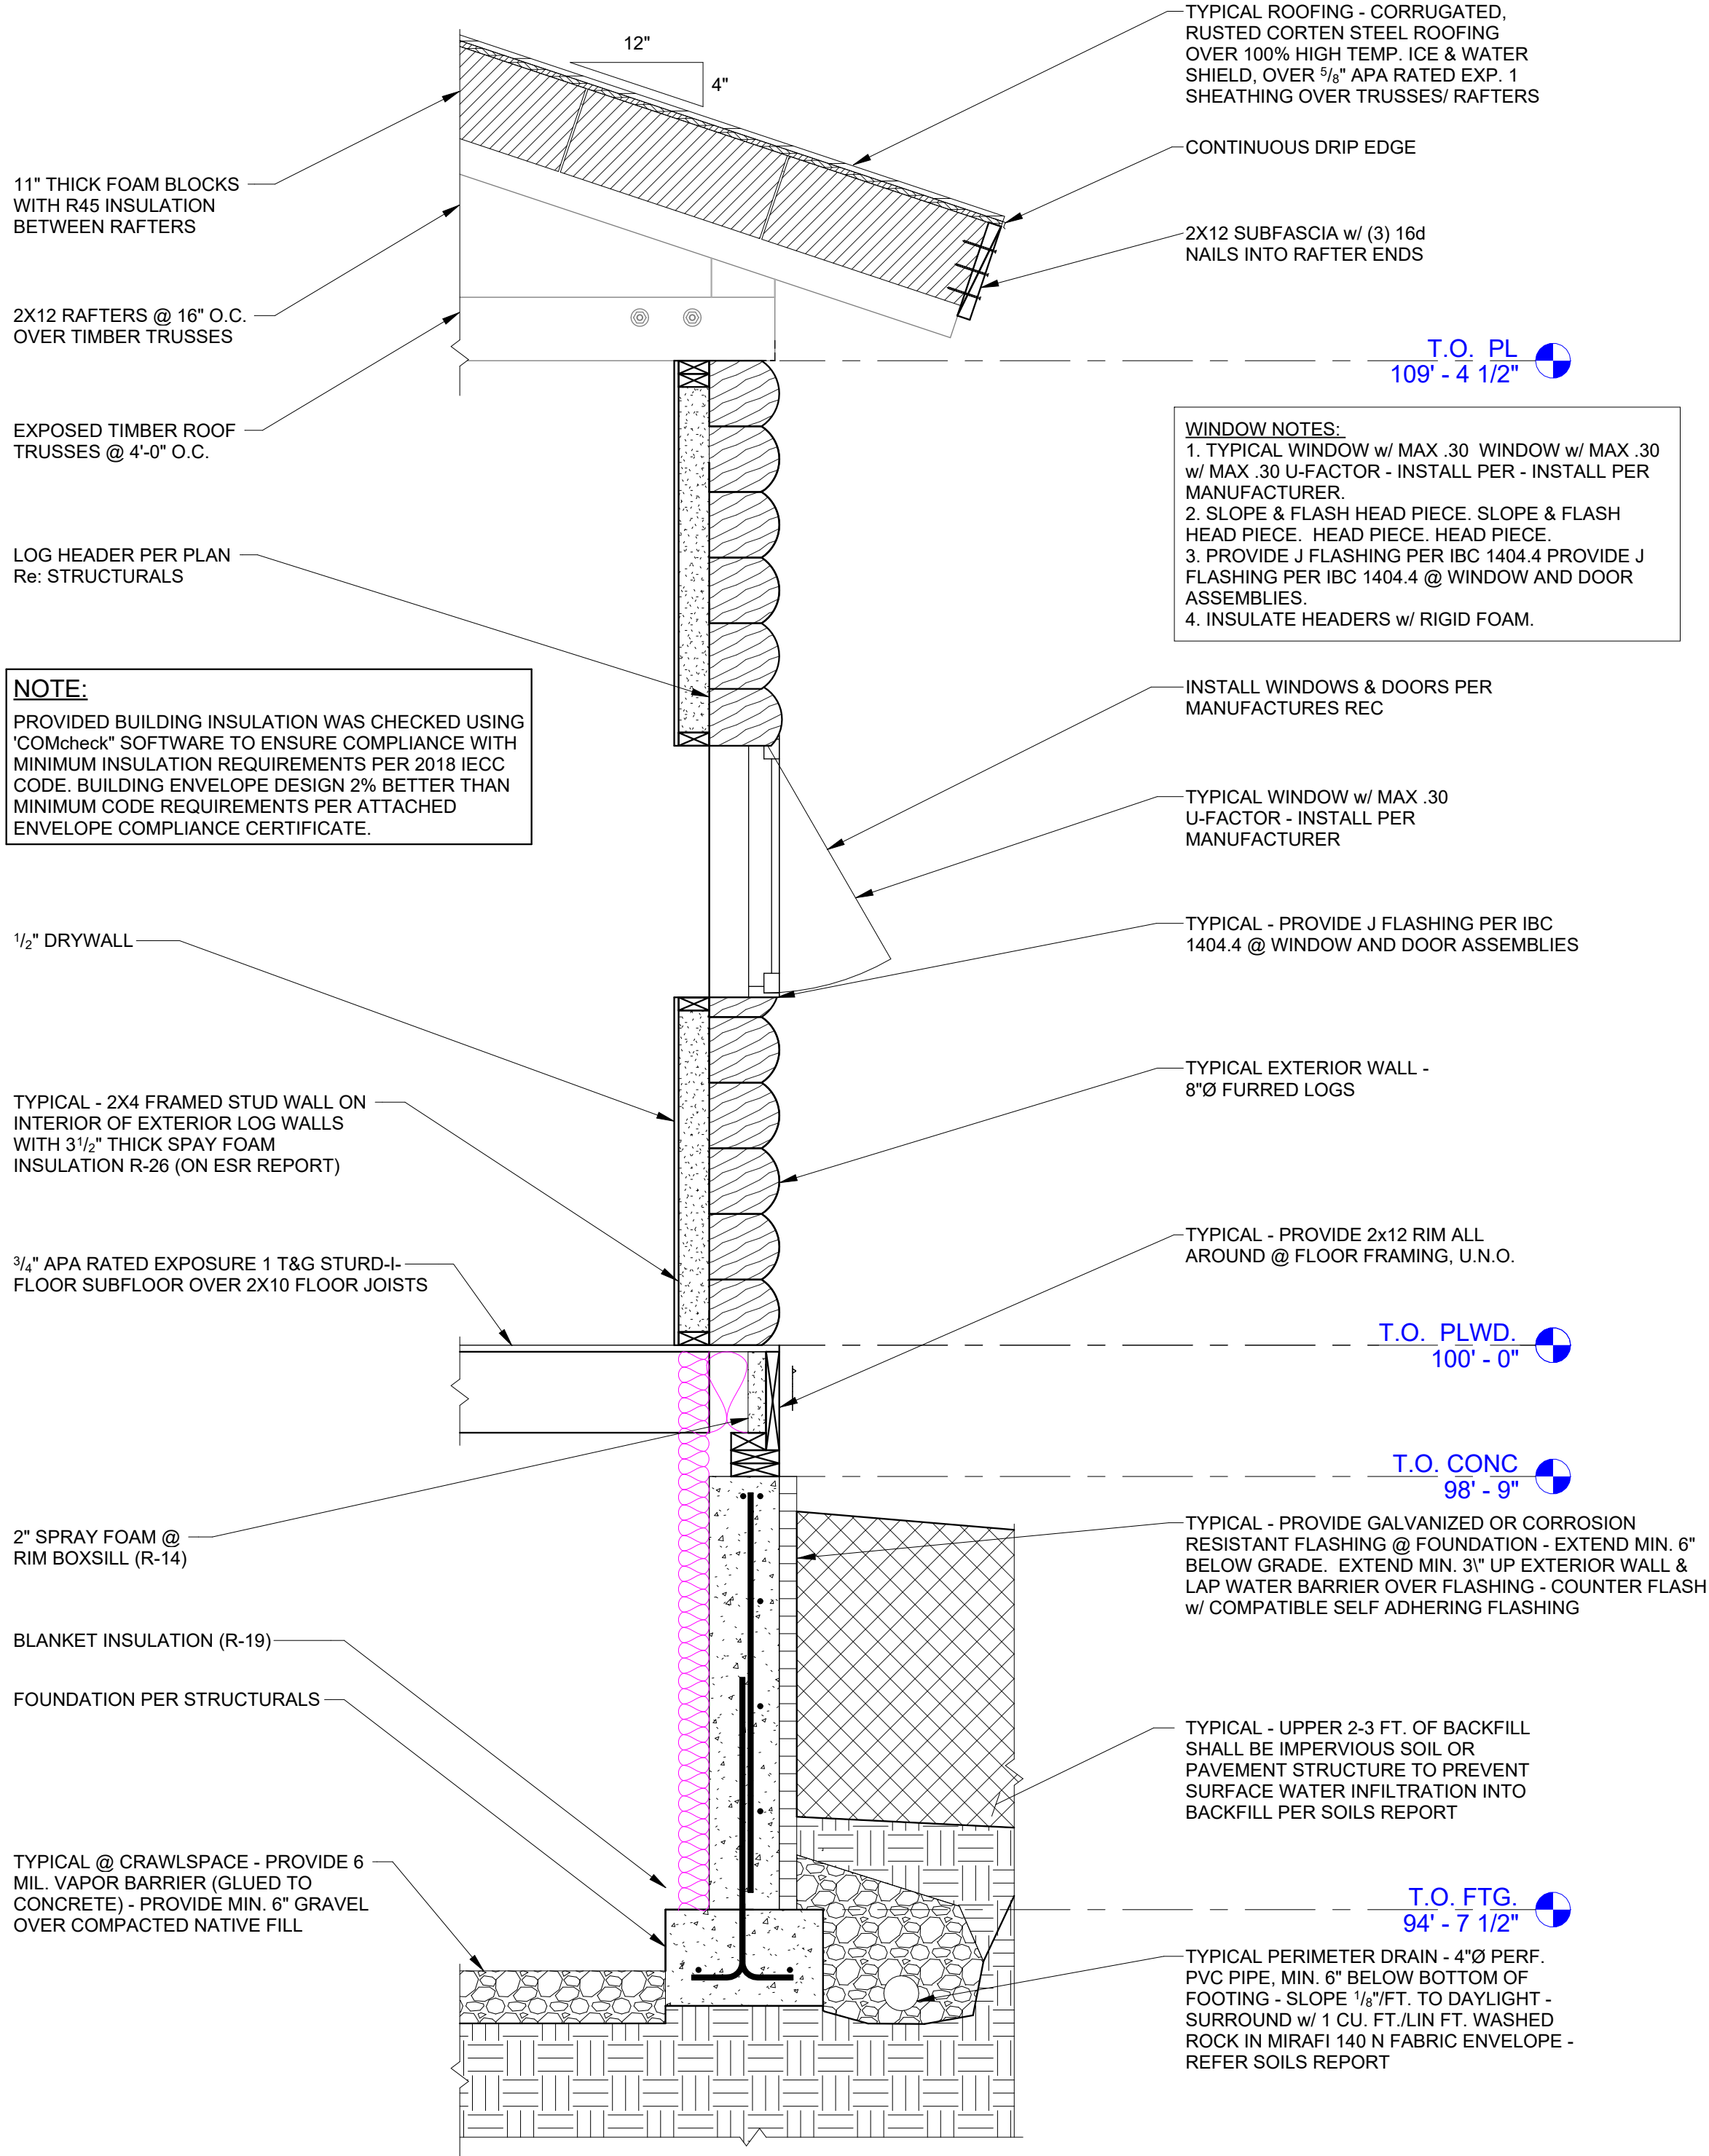 12"
4"
11" THICK FOAM BLOCKS
WITH R45 INSULATION
BETWEEN RAFTERS
2X12 RAFTERS @ 16" O.C.
OVER TIMBER TRUSSES
EXPOSED TIMBER ROOF
TRUSSES @ 4'-0" O.C.
LOG HEADER PER PLAN
Re: STRUCTURALS
NOTE:
PROVIDED BUILDING INSULATION WAS CHECKED USING
'COMcheck" SOFTWARE TO ENSURE COMPLIANCE WITH
MINIMUM INSULATION REQUIREMENTS PER 2018 IECC
CODE. BUILDING ENVELOPE DESIGN 2% BETTER THAN
MINIMUM CODE REQUIREMENTS PER ATTACHED
ENVELOPE COMPLIANCE CERTIFICATE.
1/2" DRYWALL
TYPICAL - 2X4 FRAMED STUD WALL ON
INTERIOR OF EXTERIOR LOG WALLS
WITH 3 1/2" THICK SPAY FOAM
INSULATION R-26 (ON ESR REPORT)
3/4" APA RATED EXPOSURE 1 T&G STURD-I-
FLOOR SUBFLOOR OVER 2X10 FLOOR JOISTS
2" SPRAY FOAM @
RIM BOXSILL (R-14)
BLANKET INSULATION (R-19)
FOUNDATION PER STRUCTURALS
TYPICAL @ CRAWLSPACE - PROVIDE 6
MIL. VAPOR BARRIER (GLUED TO
CONCRETE) - PROVIDE MIN. 6" GRAVEL
OVER COMPACTED NATIVE FILL
TYPICAL ROOFING - CORRUGATED,
RUSTED CORTEN STEEL ROOFING
OVER 100% HIGH TEMP. ICE & WATER
SHIELD, OVER 5/8" APA RATED EXP. 1
SHEATHING OVER TRUSSES/ RAFTERS
CONTINUOUS DRIP EDGE
2X12 SUBFASCIA w/ (3) 16d
NAILS INTO RAFTER ENDS
T.O. PL
109' - 4 1/2"
WINDOW NOTES:
1. TYPICAL WINDOW w/ MAX .30 WINDOW w/ MAX .30
w/ MAX .30 U-FACTOR - INSTALL PER - INSTALL PER
MANUFACTURER.
2. SLOPE & FLASH HEAD PIECE. SLOPE & FLASH
HEAD PIECE. HEAD PIECE. HEAD PIECE.
3. PROVIDE J FLASHING PER IBC 1404.4 PROVIDE J
FLASHING PER IBC 1404.4 @ WINDOW AND DOOR
ASSEMBLIES.
4. INSULATE HEADERS w/ RIGID FOAM.
INSTALL WINDOWS & DOORS PER
MANUFACTURES REC
TYPICAL WINDOW w/ MAX .30
U-FACTOR - INSTALL PER
MANUFACTURER
TYPICAL - PROVIDE J FLASHING PER IBC
1404.4 @ WINDOW AND DOOR ASSEMBLIES
TYPICAL EXTERIOR WALL -
8"Ø FURRED LOGS
TYPICAL - PROVIDE 2x12 RIM ALL
AROUND @ FLOOR FRAMING, U.N.O.
T.O. PLWD.
100' - 0"
T.O. CONC
98' - 9"
TYPICAL - PROVIDE GALVANIZED OR CORROSION
RESISTANT FLASHING @ FOUNDATION - EXTEND MIN. 6"
BELOW GRADE. EXTEND MIN. 3\" UP EXTERIOR WALL &
LAP WATER BARRIER OVER FLASHING - COUNTER FLASH
w/ COMPATIBLE SELF ADHERING FLASHING
TYPICAL - UPPER 2-3 FT. OF BACKFILL
SHALL BE IMPERVIOUS SOIL OR
PAVEMENT STRUCTURE TO PREVENT
SURFACE WATER INFILTRATION INTO
BACKFILL PER SOILS REPORT
T.O. FTG.
94' - 7 1/2"
TYPICAL PERIMETER DRAIN - 4"Ø PERF.
PVC PIPE, MIN. 6" BELOW BOTTOM OF
FOOTING - SLOPE 1/8"/FT. TO DAYLIGHT -
SURROUND w/ 1 CU. FT./LIN FT. WASHED
ROCK IN MIRAFI 140 N FABRIC ENVELOPE -
REFER SOILS REPORT